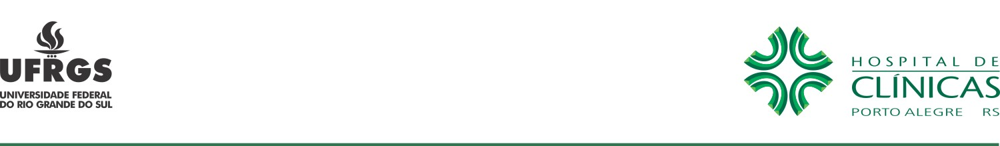 UFRGS
UNIVERSIDADE FEDERAL
DO RIO GRANDE DO SUL
HOSPITAL DE
CLÍNICAS
PORTO ALEGRE RS